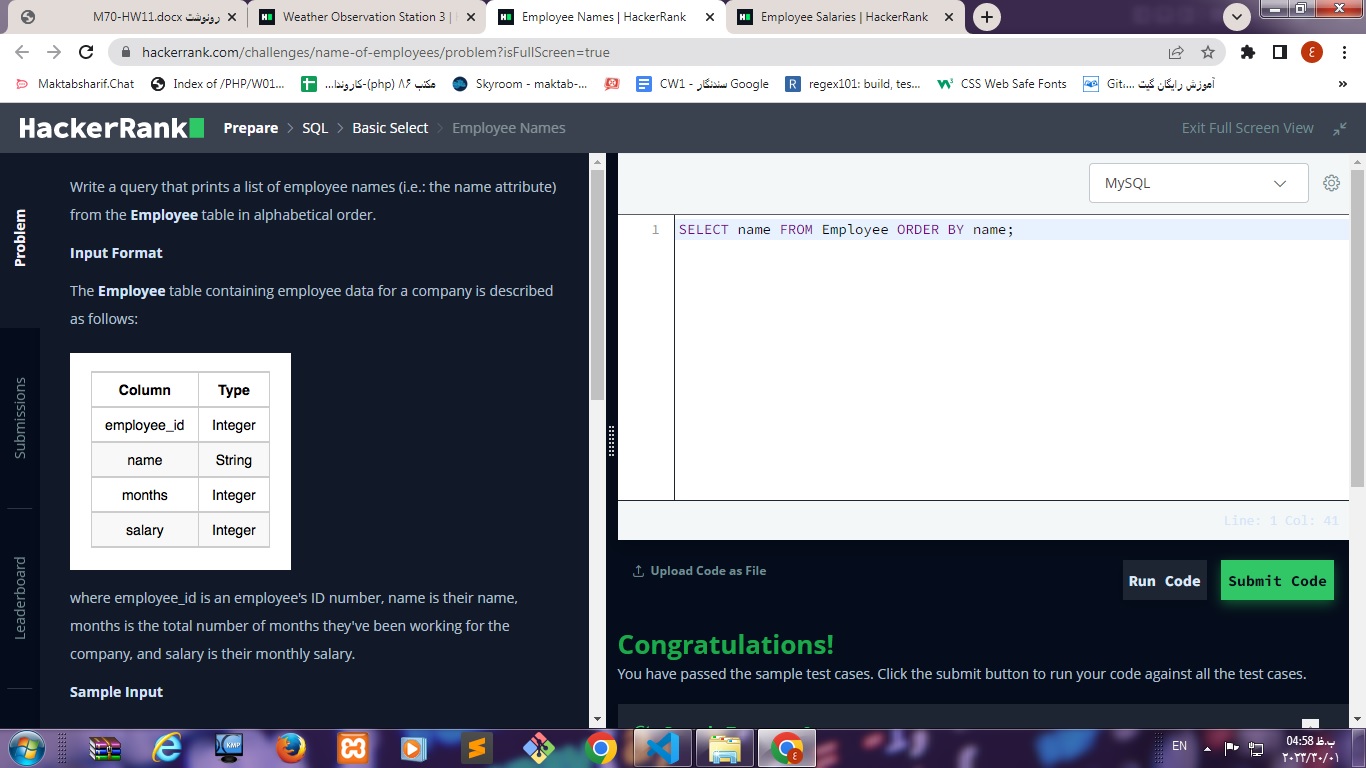 رونوشت M70-HW11.docx
Weather Observation Station 3 |
Employee Names | HackerRank
Employee Salaries | HackerRank
hackerrank.com/challenges/name-of-employees/problem?isFullScreen=true
Maktabsharif.Chat
Index of /PHP/W01...
مکتب ۸۶ (php)-کاروندا...
Skyroom - maktab-...
CW1 - سندنگار Google
regex101: build, tes...
CSS Web Safe Fonts
آموزش رایگان گیت ...Git
»
HackerRank
Prepare > SQL > Basic Select > Employee Names
Exit Full Screen View
Problem
Submissions
Leaderboard
Write a query that prints a list of employee names (i.e.: the name attribute)
from the Employee table in alphabetical order.
Input Format
The Employee table containing employee data for a company is described
as follows:
Column Type
employee_id Integer
name String
months Integer
salary Integer
where employee_id is an employee's ID number, name is their name,
months is the total number of months they've been working for the
company, and salary is their monthly salary.
Sample Input
MySQL
1 SELECT name FROM Employee ORDER BY name;
Line: 1 Col: 41
Upload Code as File
Run Code
Submit Code
Congratulations!
You have passed the sample test cases. Click the submit button to run your code against all the test cases.
EN
04:58 ب.ظ